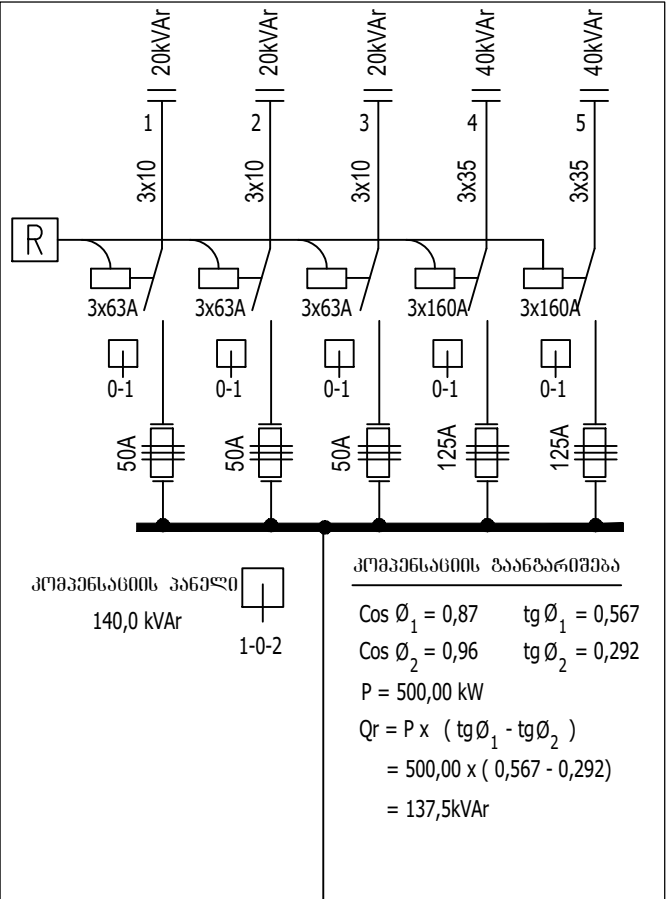 20kVAr 20kVAr 20kVAr 40kVAr 40kVAr
1 2 3 4 5
3x10 3x10 3x10 3x35 3x35
R
3x63A 3x63A 3x63A 3x160A 3x160A
0-1 0-1 0-1 0-1 0-1
50A 50A 50A 125A 125A
კომპენსაციის პანელი
140,0 kVAr
1-0-2
კომპენსაციის გაანგარიშება
Cos Ø1 = 0,87 tg Ø1 = 0,567
Cos Ø2 = 0,96 tg Ø2 = 0,292
P = 500,00 kW
Qr = P x ( tgØ1 - tgØ2 )
= 500,00 x ( 0,567 - 0,292)
= 137,5kVAr